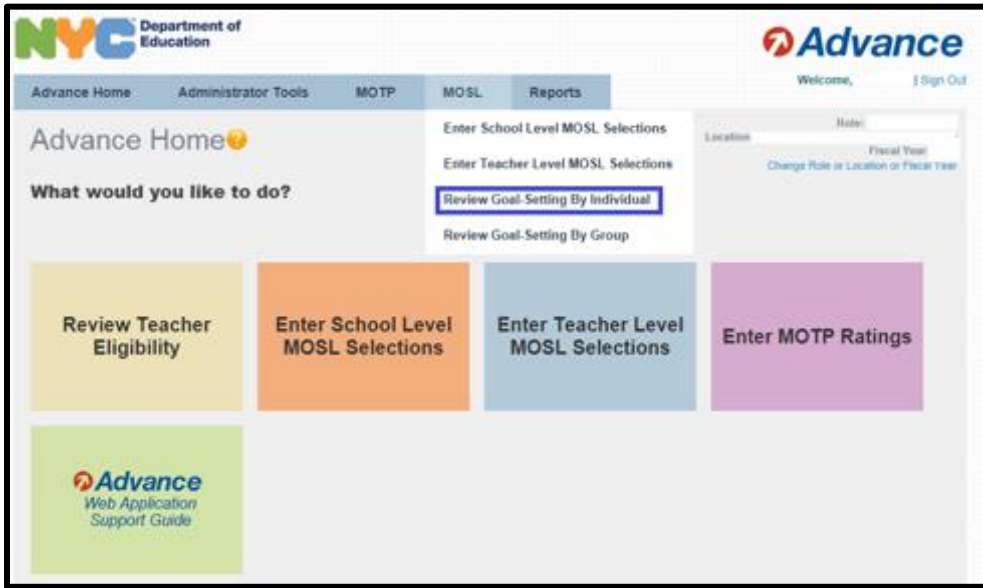 NYC Department of
Education
Advance
Welcome, | Sign Out
Advance Home Administrator Tools MOTP MOSL Reports
Advance Home?
What would you like to do?
Enter School Level MOSL Selections
Enter Teacher Level MOSL Selections
Review Goal-Setting By Individual
Review Goal-Setting By Group
Role:
Location
Fiscal Year
Change Role or Location or Fiscal Year
Review Teacher
Eligibility
Enter School Level
MOSL Selections
Enter Teacher Level
MOSL Selections
Enter MOTP Ratings
Advance
Web Application
Support Guide